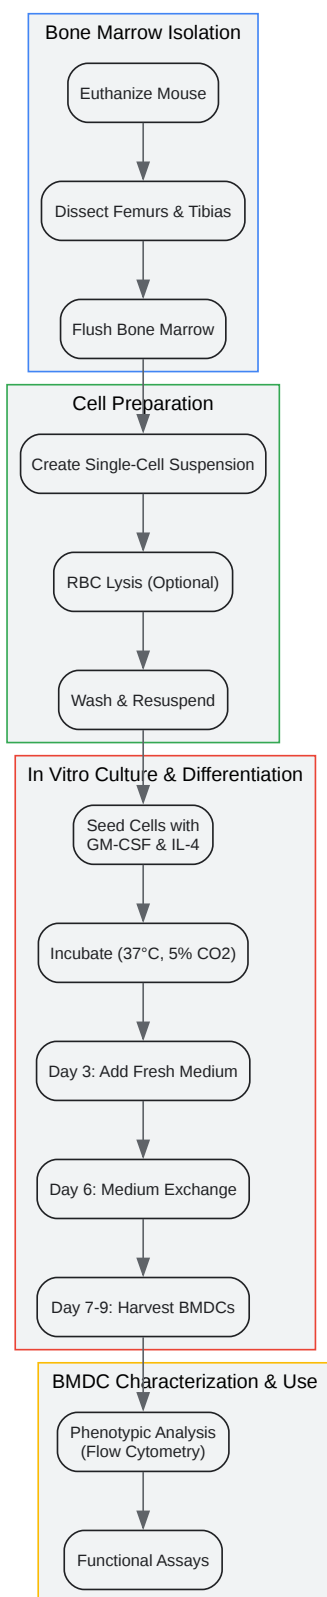 Bone Marrow Isolation
Euthanize Mouse
Dissect Femurs & Tibias
Flush Bone Marrow
Cell Preparation
Create Single-Cell Suspension
RBC Lysis (Optional)
Wash & Resuspend
In Vitro Culture & Differentiation
Seed Cells with
GM-CSF & IL-4
Incubate (37°C, 5% CO2)
Day 3: Add Fresh Medium
Day 6: Medium Exchange
Day 7-9: Harvest BMDCs
BMDC Characterization & Use
Phenotypic Analysis
(Flow Cytometry)
Functional Assays